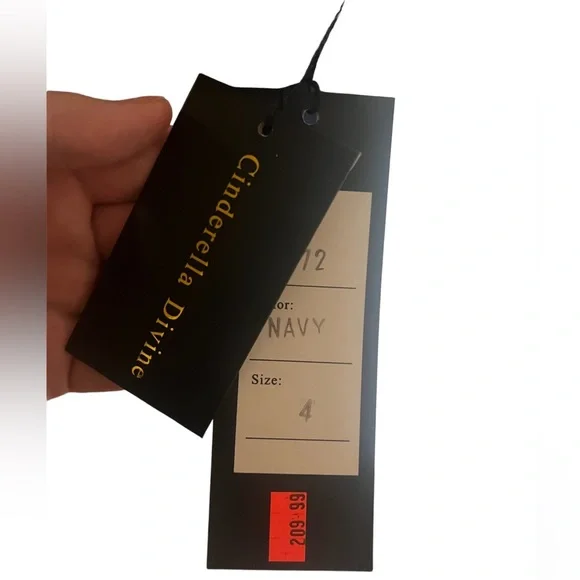 Cinderella Divine
72
or:
NAVY
Size:
4
209.99